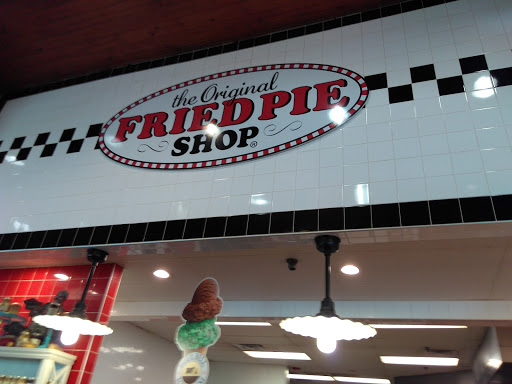 the Original
FRIED PIE
SHOP®